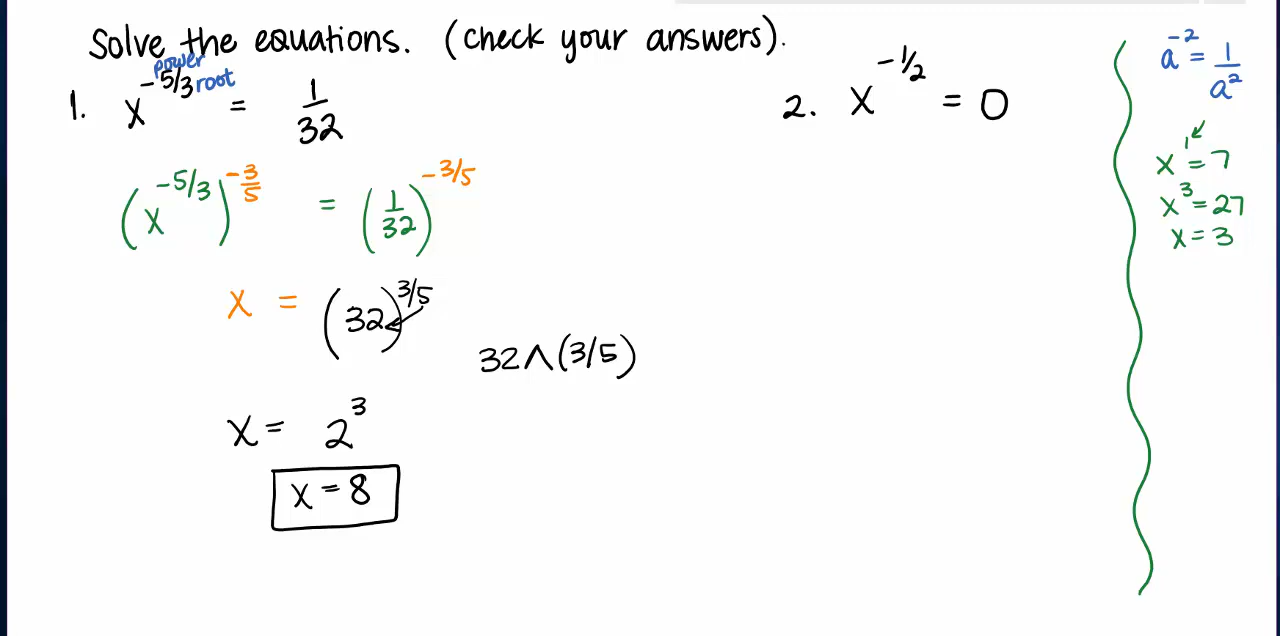 Solve the equations. (check your answers).
power
root
1. x^{-5/3} = 1/32
(x^{-5/3})^{-3/5} = (1/32)^{-3/5}
x = (32)^{3/5}
32^(3/5)
x = 2^3
x = 8
2. x^{-1/2} = 0
a^{-2} = 1/a^2
x^1 = 7
x^3 = 27
x = 3